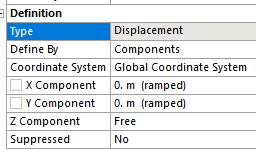 Definition
Type Displacement
Define By Components
Coordinate System Global Coordinate System
X Component 0. m (ramped)
Y Component 0. m (ramped)
Z Component Free
Suppressed No